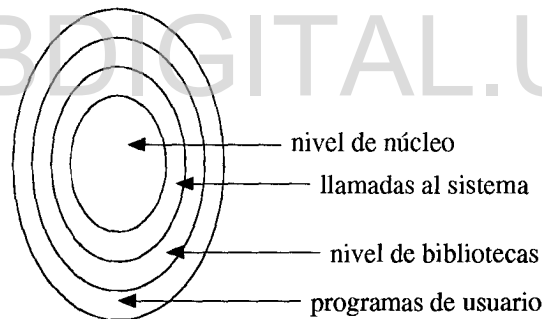 BDIGITAL.U
nivel de núcleo
llamadas al sistema
nivel de bibliotecas
programas de usuario